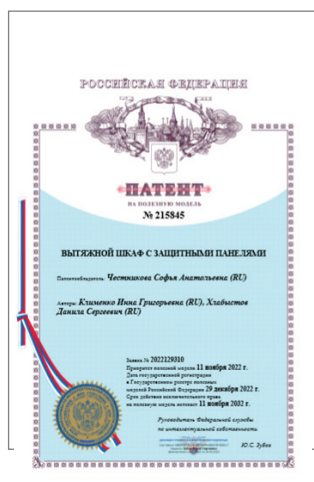 РОССИЙСКАЯ ФЕДЕРАЦИЯ
ПАТЕНТ
НА ПОЛЕЗНУЮ МОДЕЛЬ
№ 215845
ВЫТЯЖНОЙ ШКАФ С ЗАЩИТНЫМИ ПАНЕЛЯМИ
Патентообладатель: Честникова Софья Анатольевна (RU)
Авторы: Клименко Инна Григорьевна (RU), Хлабыстов
Данила Сергеевич (RU)
Заявка № 2022129310
Приоритет полезной модели 11 ноября 2022 г.
Дата государственной регистрации
в Государственном реестре полезных
моделей Российской Федерации 29 декабря 2022 г.
Срок действия исключительного права
на полезную модель истекает 11 ноября 2032 г.
Руководитель Федеральной службы
по интеллектуальной собственности
Ю.С. Зубов